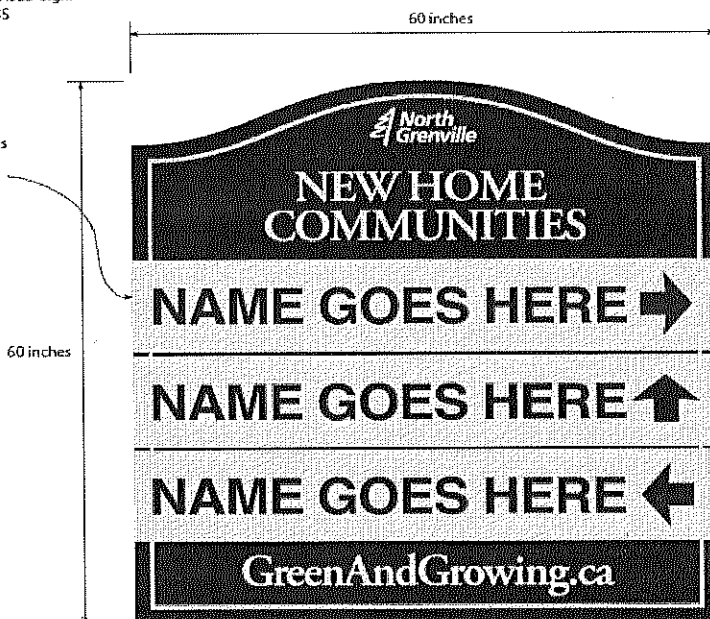 60 inches
North
Grenville
NEW HOME
COMMUNITIES
NAME GOES HERE
60 inches
NAME GOES HERE
NAME GOES HERE
GreenAndGrowing.ca